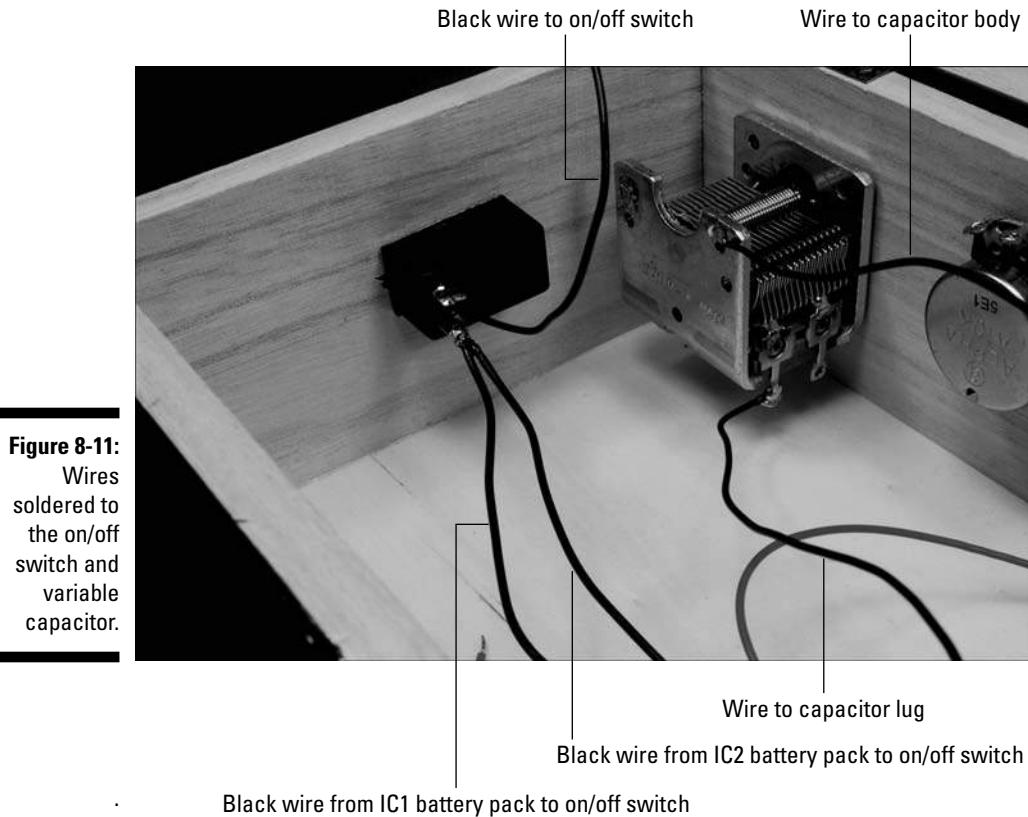 Black wire to on/off switch
Wire to capacitor body
5E1
Figure 8-11:
Wires
soldered to
the on/off
switch and
variable
capacitor.
Wire to capacitor lug
Black wire from IC2 battery pack to on/off switch
Black wire from IC1 battery pack to on/off switch